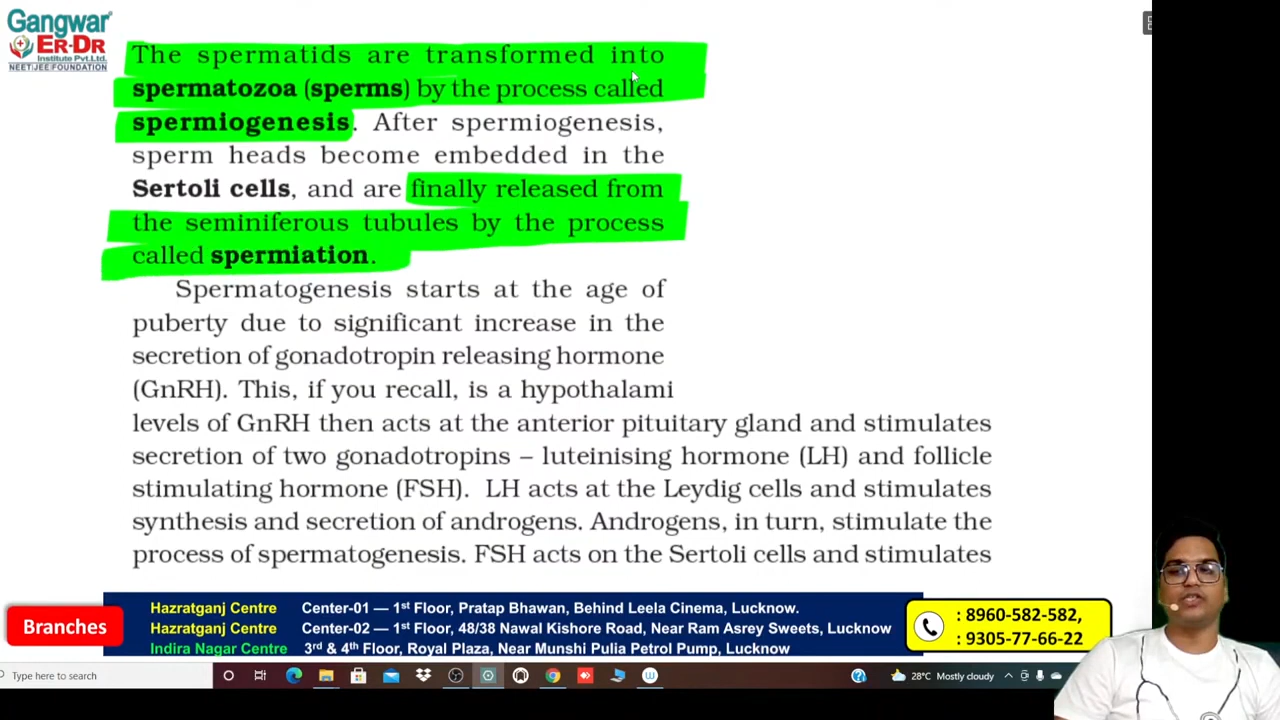 Gangwar
ER-DR
Institute Pvt.Ltd.
NEET|JEE|FOUNDATION
The spermatids are transformed into
spermatozoa (sperms) by the process called
spermiogenesis. After spermiogenesis,
sperm heads become embedded in the
Sertoli cells, and are finally released from
the seminiferous tubules by the process
called spermiation.
Spermatogenesis starts at the age of
puberty due to significant increase in the
secretion of gonadotropin releasing hormone
(GnRH). This, if you recall, is a hypothalami
levels of GnRH then acts at the anterior pituitary gland and stimulates
secretion of two gonadotropins – luteinising hormone (LH) and follicle
stimulating hormone (FSH). LH acts at the Leydig cells and stimulates
synthesis and secretion of androgens. Androgens, in turn, stimulate the
process of spermatogenesis. FSH acts on the Sertoli cells and stimulates
Branches
Hazratganj Centre Center-01 — 1st Floor, Pratap Bhawan, Behind Leela Cinema, Lucknow.
Hazratganj Centre Center-02 — 1st Floor, 48/38 Nawal Kishore Road, Near Ram Asrey Sweets, Lucknow
Indira Nagar Centre 3rd & 4th Floor, Royal Plaza, Near Munshi Pulia Petrol Pump, Lucknow
: 8960-582-582,
: 9305-77-66-22
Type here to search
28°C Mostly cloudy